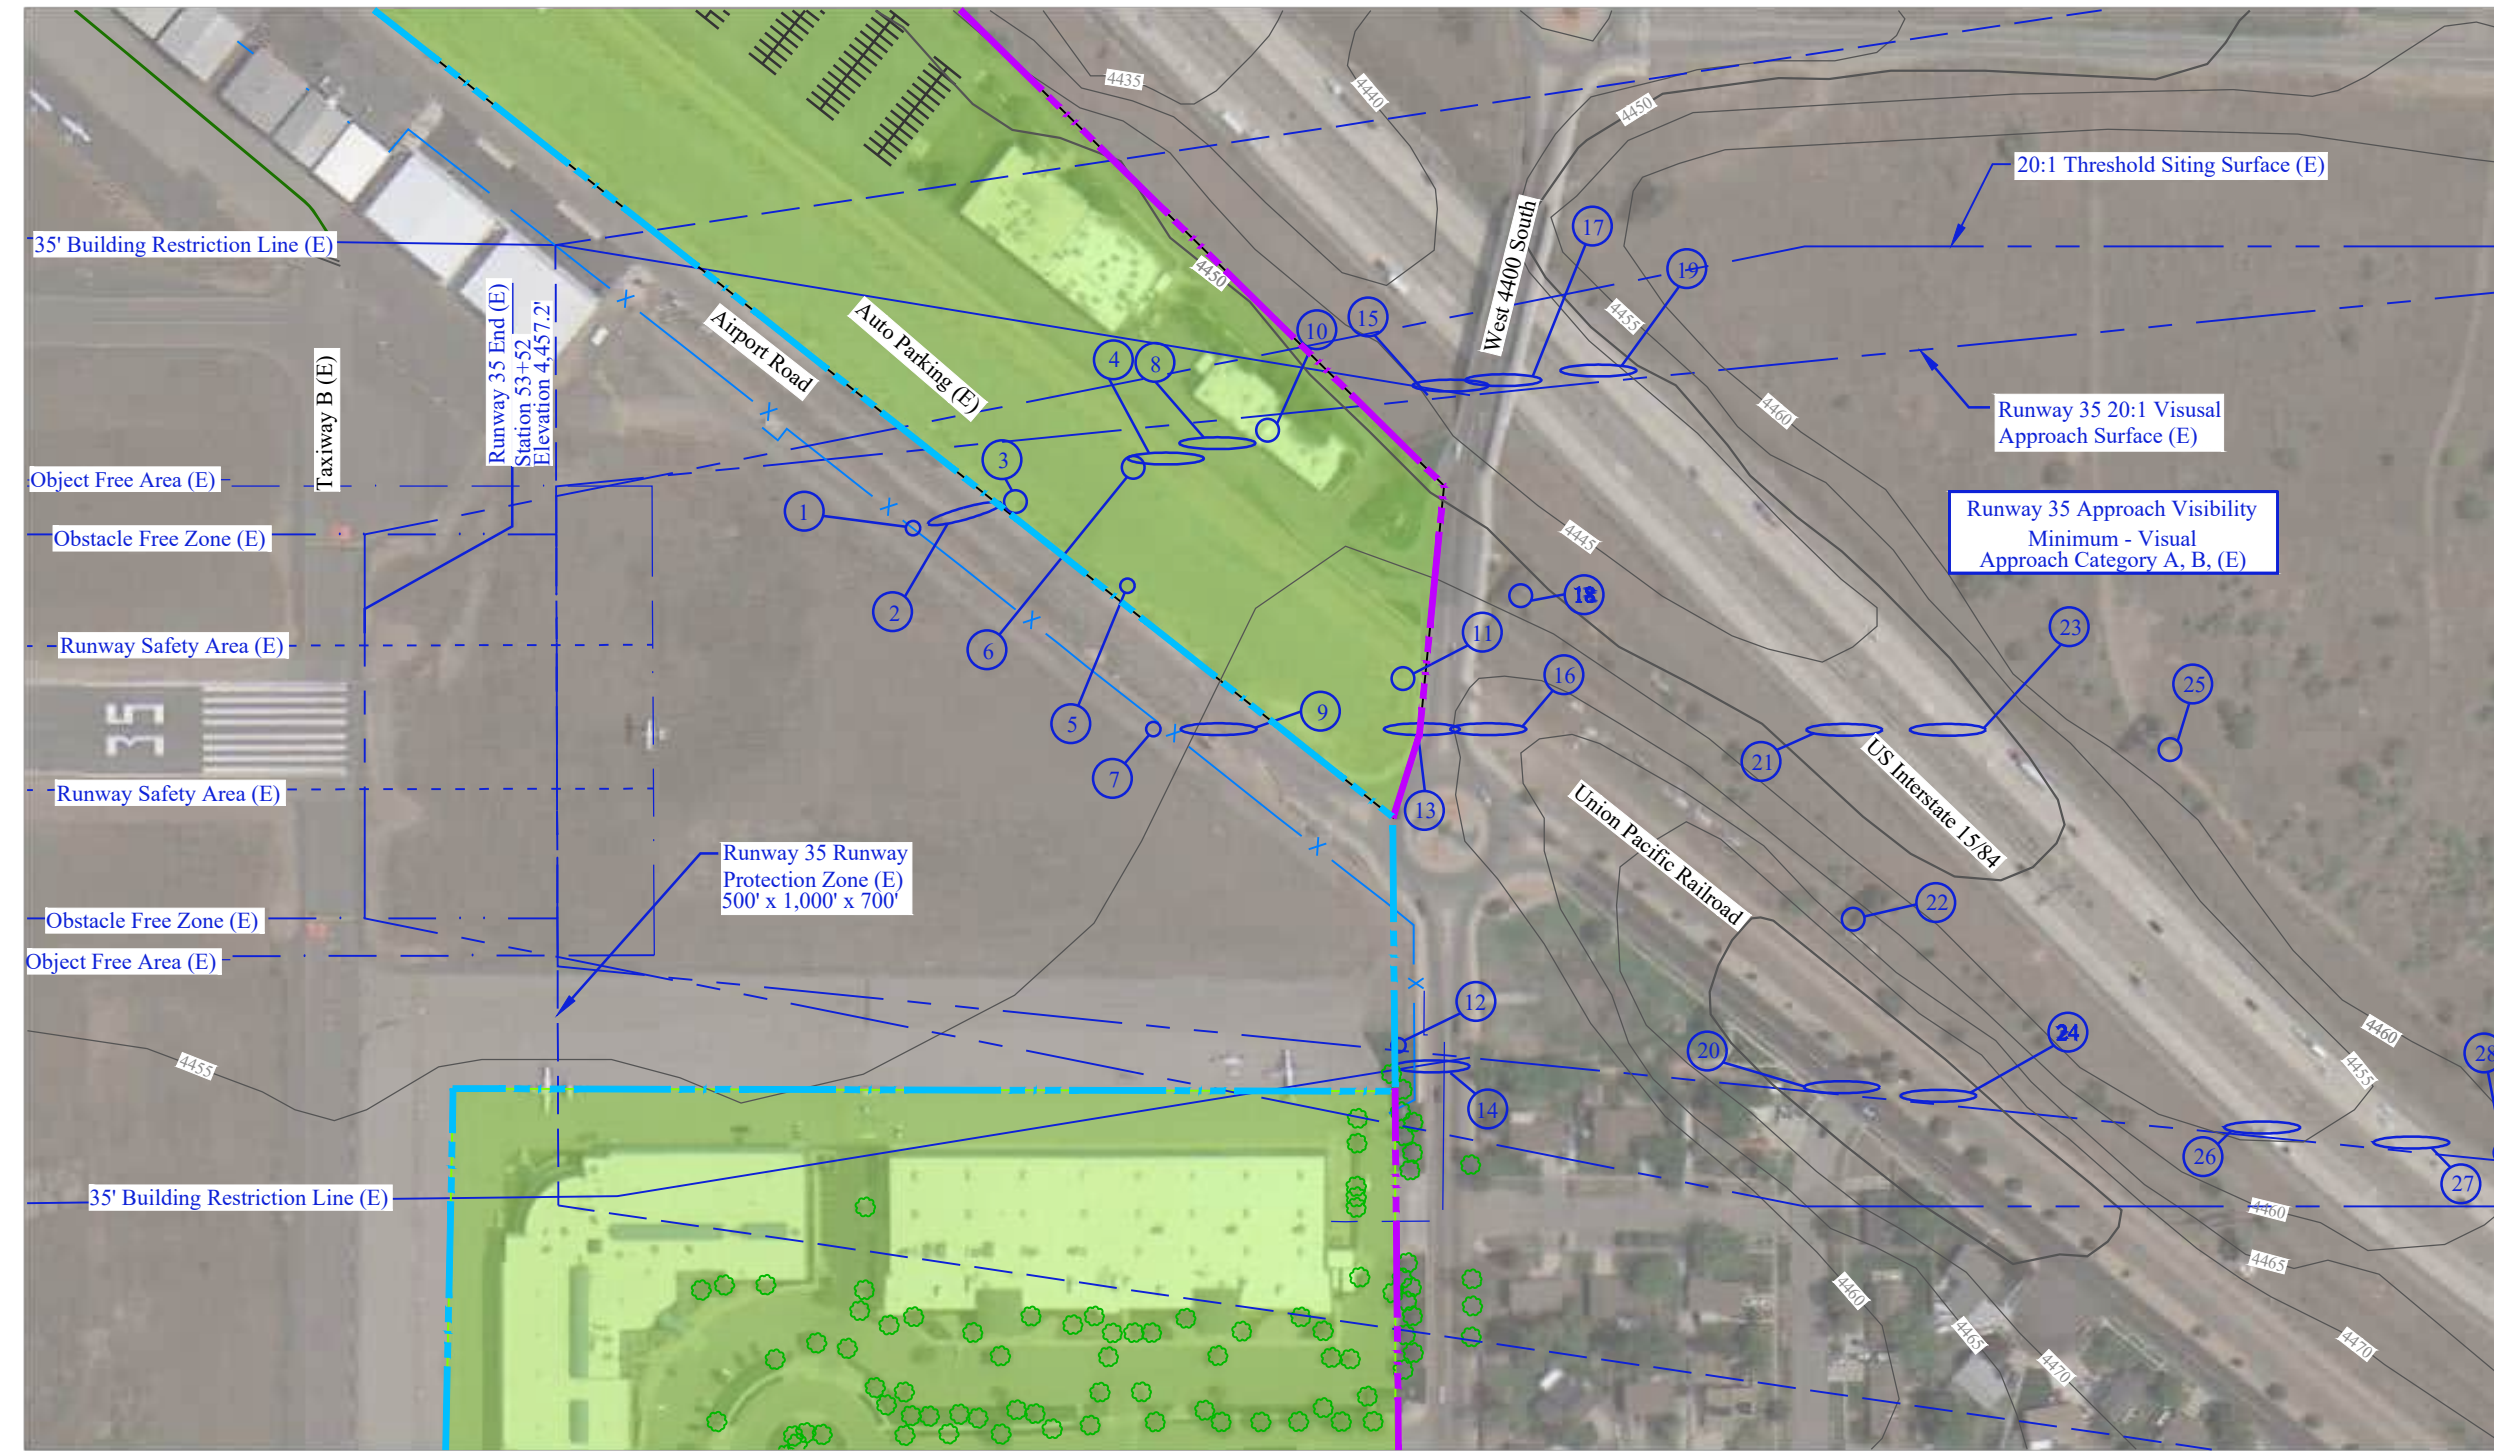 4435
4440
4450
20:1 Threshold Siting Surface (E)
17
35' Building Restriction Line (E)
West 4400 South
19
4450
Runway 35 End (E)
Station 53+52
Elevation 4,457.2'
Airport Road
Auto Parking (E)
4
8
10
15
4455
Taxiway B (E)
4460
Runway 35 20:1 Visusal
Approach Surface (E)
3
Object Free Area (E)
1
Runway 35 Approach Visibility
Minimum - Visual
Approach Category A, B, (E)
Obstacle Free Zone (E)
4445
18
2
6
11
23
Runway Safety Area (E)
16
25
35
5
9
7
21
US Interstate 15/84
Runway Safety Area (E)
13
Union Pacific Railroad
Runway 35 Runway
Protection Zone (E)
500' x 1,000' x 700'
22
Obstacle Free Zone (E)
Object Free Area (E)
12
4455
20
24
4460
28
4455
14
26
27
35' Building Restriction Line (E)
4460
4465
4460
4465
4470
4470